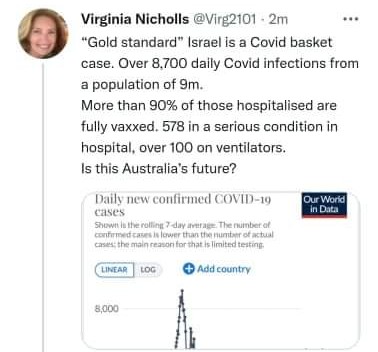 Virginia Nicholls @Virg2101 · 2m
“Gold standard” Israel is a Covid basket
case. Over 8,700 daily Covid infections from
a population of 9m.
More than 90% of those hospitalised are
fully vaxxed. 578 in a serious condition in
hospital, over 100 on ventilators.
Is this Australia’s future?
Daily new confirmed COVID-19
cases
Our World
in Data
Shown is the rolling 7-day average. The number of
confirmed cases is lower than the number of actual
cases; the main reason for that is limited testing.
LINEAR LOG Add country
8,000